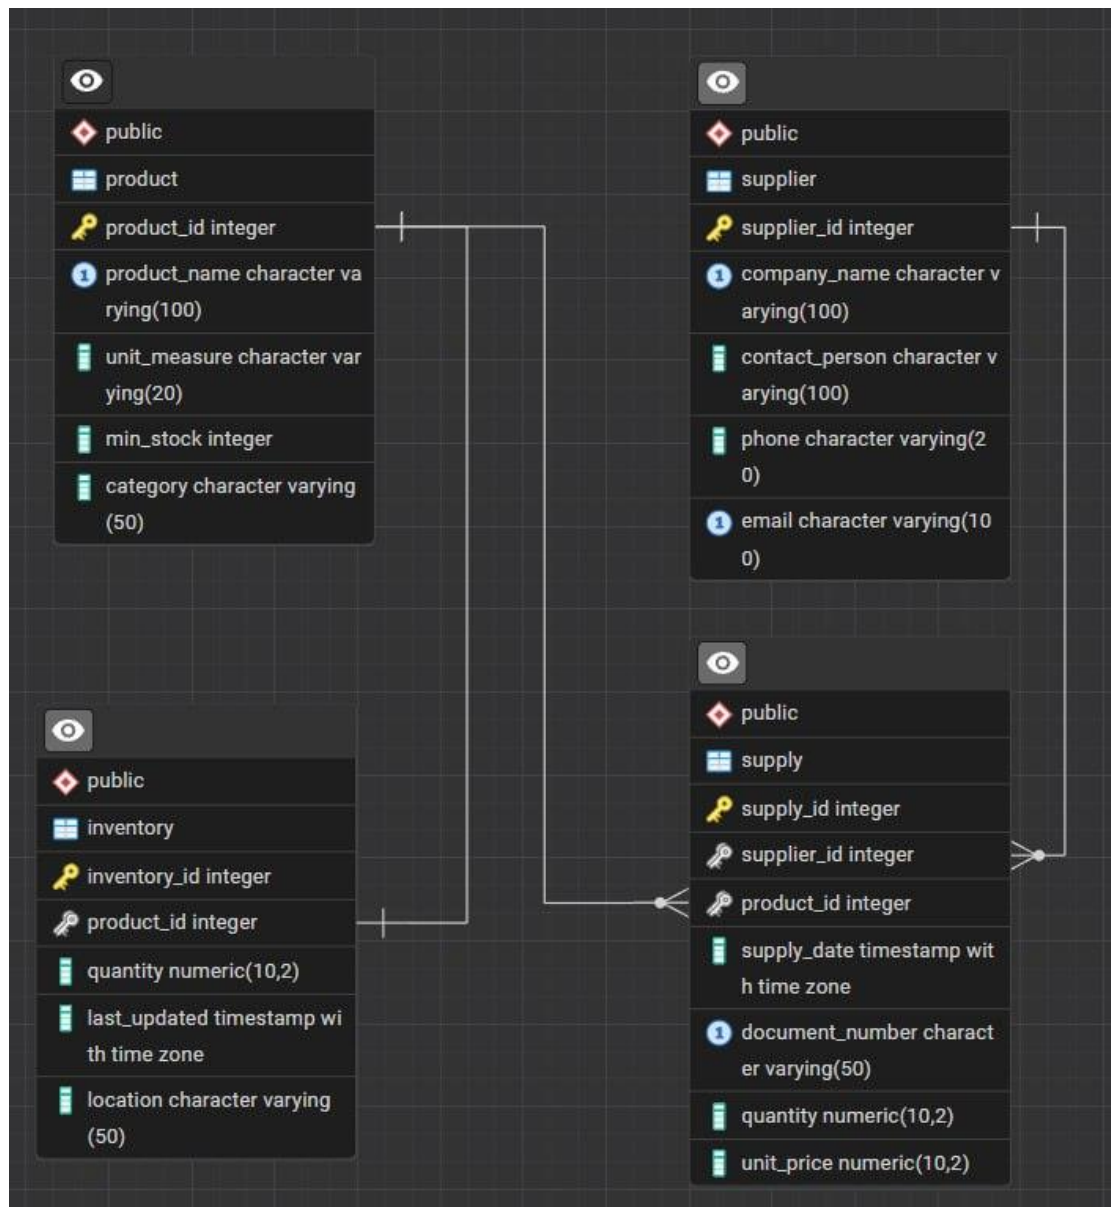 public
product
product_id integer
product_name character va
rying(100)
unit_measure character var
ying(20)
min_stock integer
category character varying
(50)
public
supplier
supplier_id integer
company_name character v
arying(100)
contact_person character v
arying(100)
phone character varying(2
0)
email character varying(10
0)
public
inventory
inventory_id integer
product_id integer
quantity numeric(10,2)
last_updated timestamp wi
th time zone
location character varying
(50)
public
supply
supply_id integer
supplier_id integer
product_id integer
supply_date timestamp wit
h time zone
document_number charact
er varying(50)
quantity numeric(10,2)
unit_price numeric(10,2)